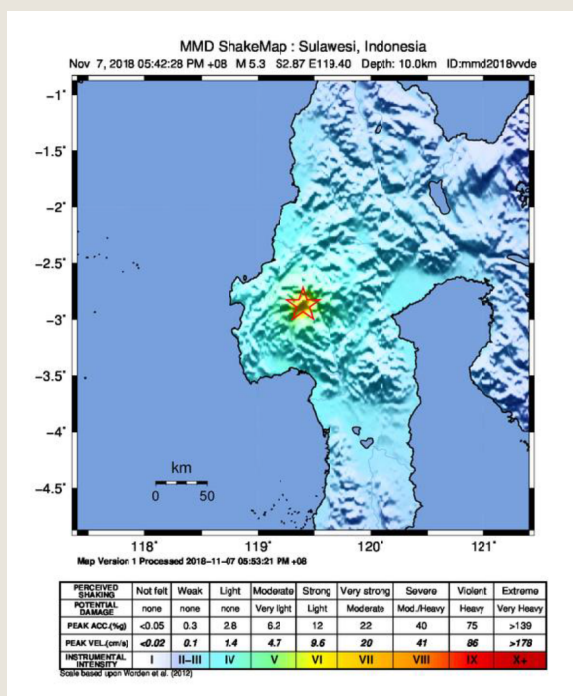 MMD ShakeMap : Sulawesi, Indonesia
Nov 7, 2018 05:42:28 PM +08 M 5.3 S2.87 E119.40 Depth: 10.0km ID:mmd2018vvde
-1°
-1.5°
-2°
-2.5°
-3°
-3.5°
-4°
-4.5°
km
0 50
118° 119° 120° 121°
Map Version 1 Processed 2018-11-07 05:53:21 PM +08
PERCEIVED SHAKING Not felt Weak Light Moderate Strong Very strong Severe Violent Extreme
POTENTIAL DAMAGE none none none Very light Light Moderate Mod./Heavy Heavy Very Heavy
PEAK ACC.(%g) <0.05 0.3 2.8 6.2 12 22 40 75 >139
PEAK VEL.(cm/s) <0.02 0.1 1.4 4.7 9.6 20 41 86 >178
INSTRUMENTAL INTENSITY I II-III IV V VI VII VIII IX X+
Scale based upon Worden et al. (2012)